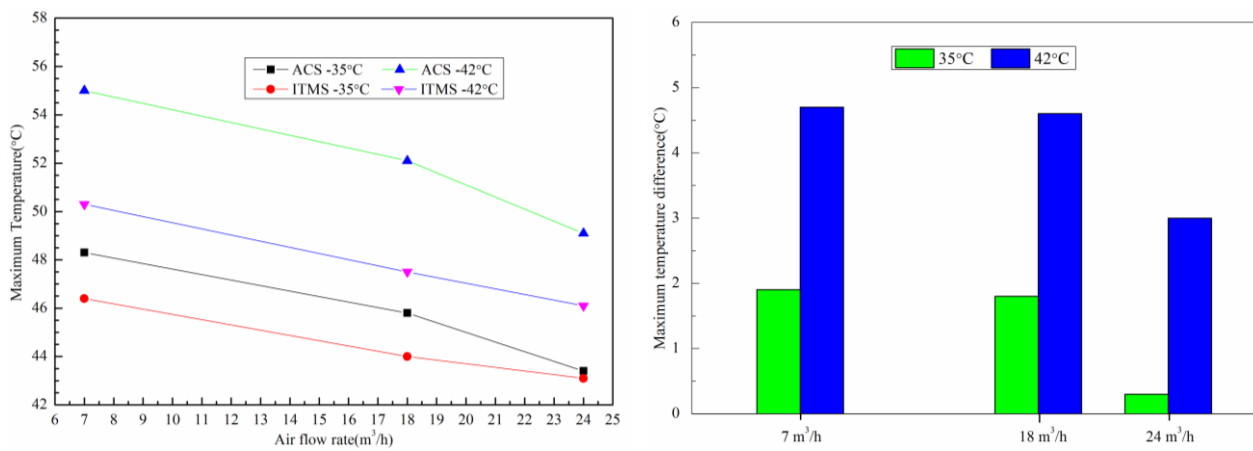 58
56
54
52
50
48
46
44
42
Maximum Temperature(°C)
ACS -35°C
ACS -42°C
ITMS -35°C
ITMS -42°C
6 7 8 9 10 11 12 13 14 15 16 17 18 19 20 21 22 23 24 25
Air flow rate(m³/h)
6
5
4
3
2
1
0
Maximum temperature difference(°C)
35°C 42°C
7 m³/h 18 m³/h 24 m³/h